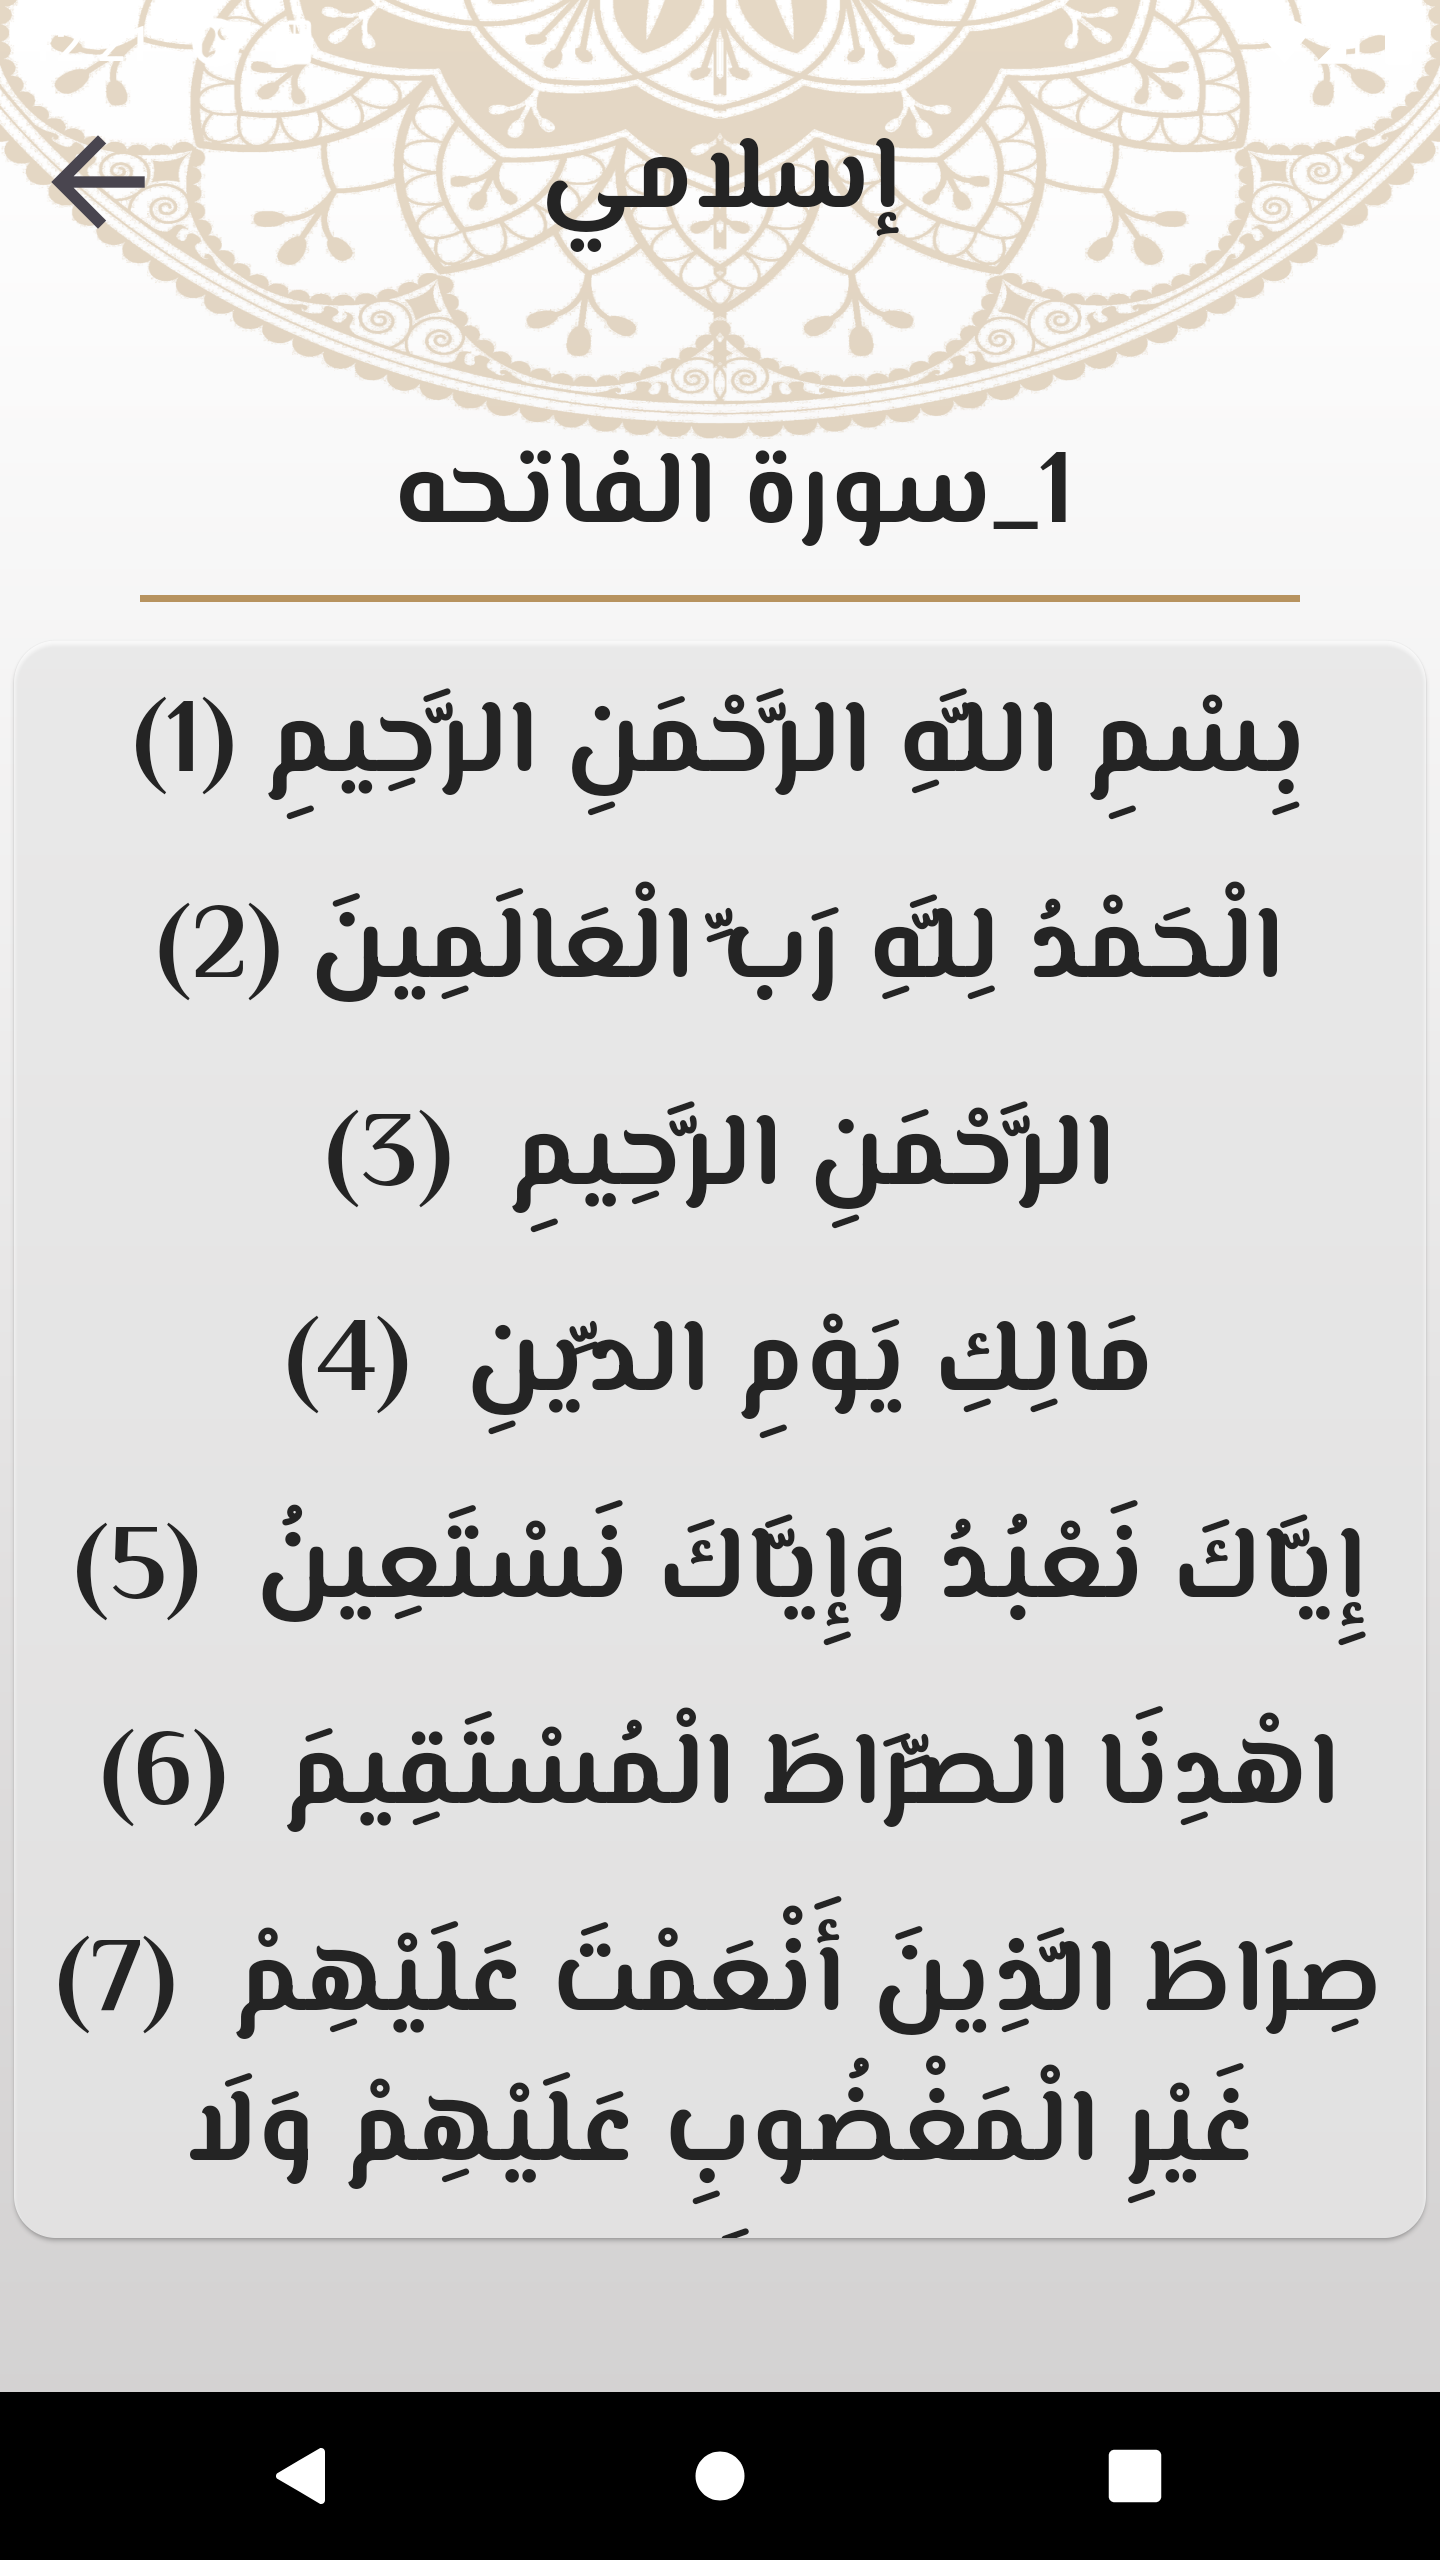 إسلامي
1_سورة الفاتحه
بِسْمِ اللَّهِ الرَّحْمَنِ الرَّحِيمِ (1)
الْحَمْدُ لِلَّهِ رَبِّ الْعَالَمِينَ (2)
الرَّحْمَنِ الرَّحِيمِ (3)
مَالِكِ يَوْمِ الدِّينِ (4)
إِيَّاكَ نَعْبُدُ وَإِيَّاكَ نَسْتَعِينُ (5)
اهْدِنَا الصِّرَاطَ الْمُسْتَقِيمَ (6)
صِرَاطَ الَّذِينَ أَنْعَمْتَ عَلَيْهِمْ (7)
غَيْرِ الْمَغْضُوبِ عَلَيْهِمْ وَلَا